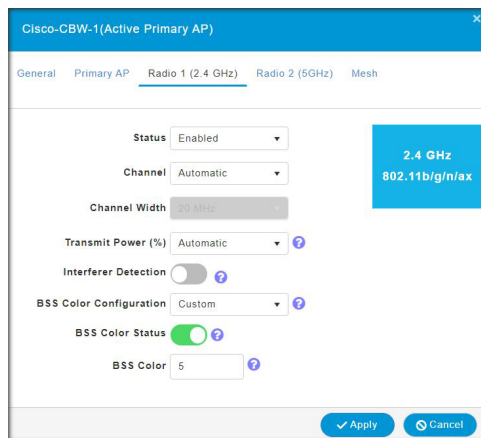 Cisco-CBW-1(Active Primary AP)
×
General Primary AP Radio 1 (2.4 GHz) Radio 2 (5GHz) Mesh
Status Enabled
Channel Automatic
Channel Width 20 MHz
Transmit Power (%) Automatic ?
Interferer Detection ?
BSS Color Configuration Custom ?
BSS Color Status ?
BSS Color 5 ?
2.4 GHz
802.11b/g/n/ax
Apply Cancel